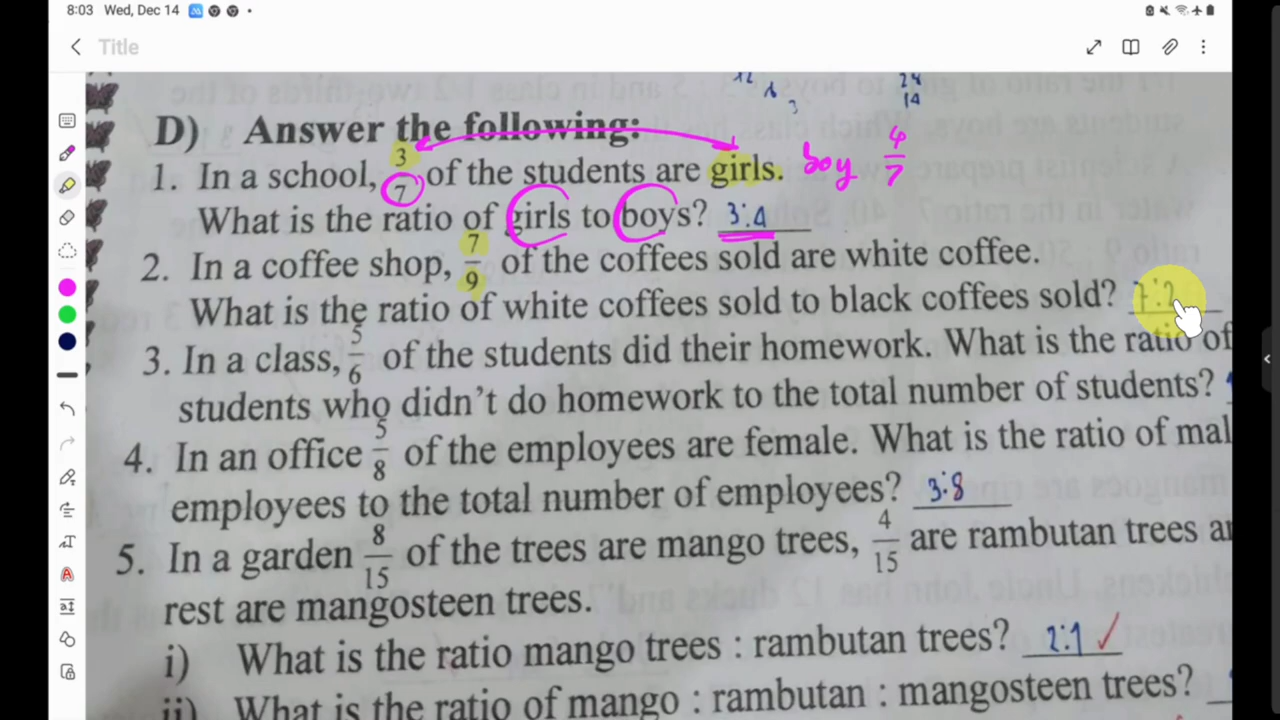 8:03 Wed, Dec 14
Title
D) Answer the following:
1. In a school, 3/7 of the students are girls. boy 4/7
What is the ratio of girls to boys? 3:4
2. In a coffee shop, 7/9 of the coffees sold are white coffee.
What is the ratio of white coffees sold to black coffees sold? 7:2
3. In a class, 5/6 of the students did their homework. What is the ratio of
students who didn't do homework to the total number of students?
4. In an office 5/8 of the employees are female. What is the ratio of mal
employees to the total number of employees? 3:8
5. In a garden 8/15 of the trees are mango trees, 4/15 are rambutan trees an
rest are mangosteen trees.
i) What is the ratio mango trees : rambutan trees? 2:1 ✓
ii) What is the ratio of mango : rambutan : mangosteen trees?